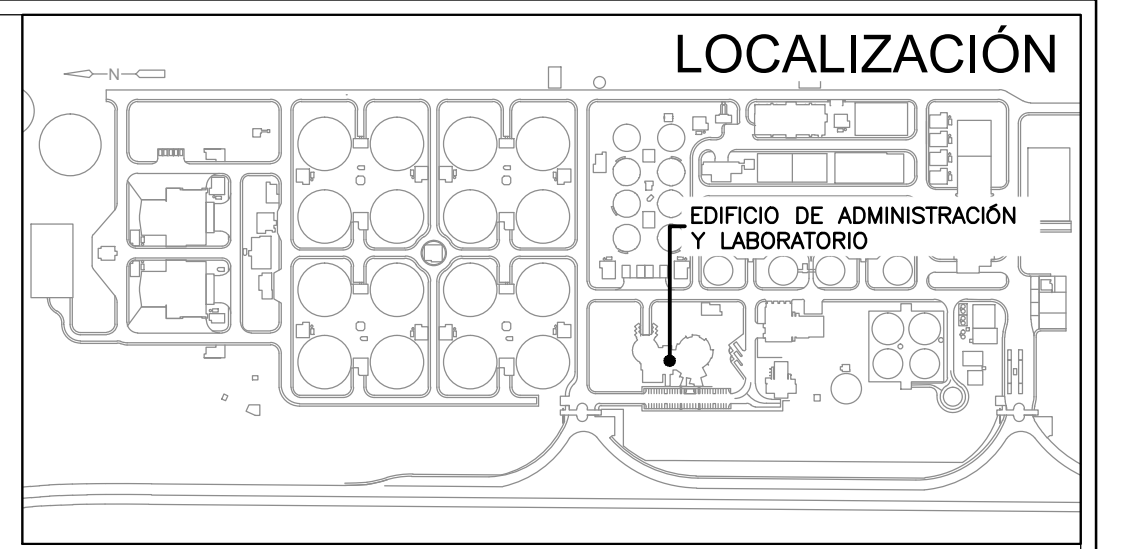 LOCALIZACIÓN
N
EDIFICIO DE ADMINISTRACIÓN
Y LABORATORIO